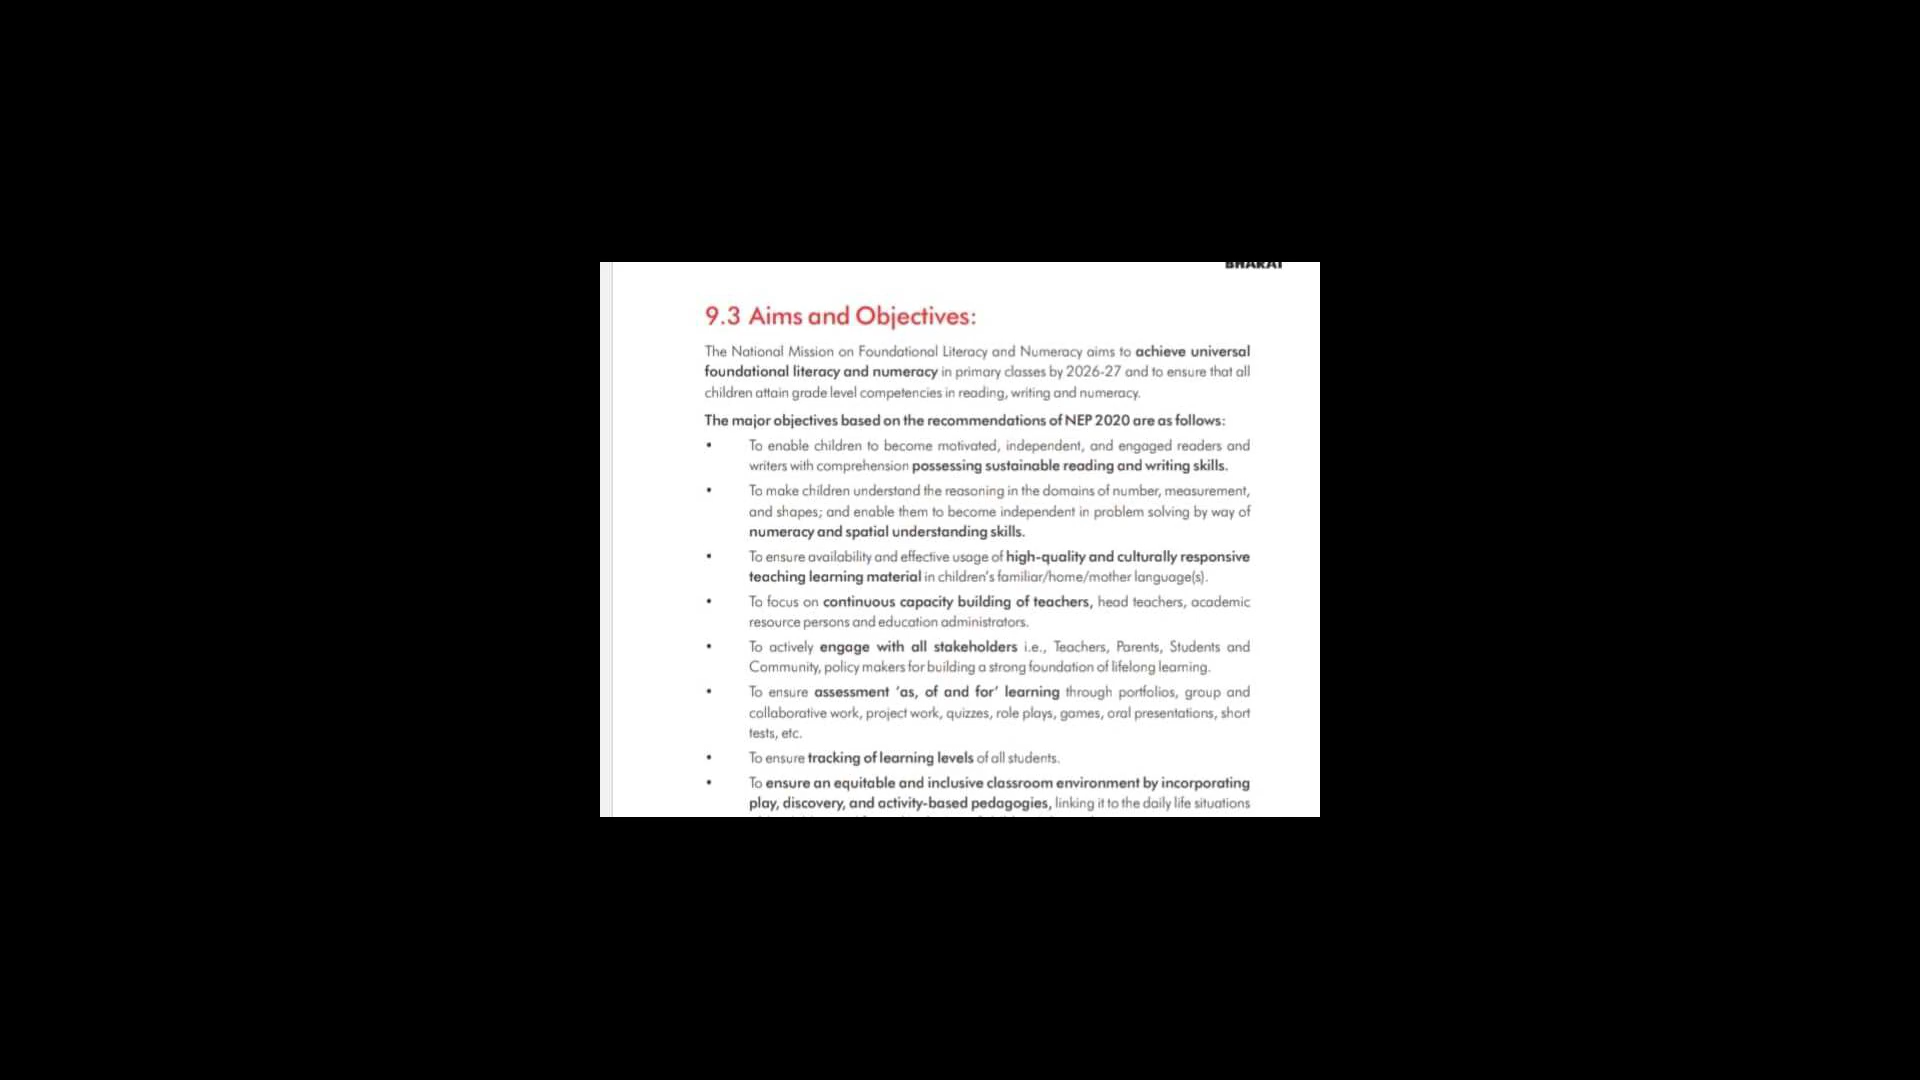 BHARAT
9.3 Aims and Objectives:
The National Mission on Foundational Literacy and Numeracy aims to achieve universal
foundational literacy and numeracy in primary classes by 2026-27 and to ensure that all
children attain grade level competencies in reading, writing and numeracy.
The major objectives based on the recommendations of NEP 2020 are as follows:
• To enable children to become motivated, independent, and engaged readers and
writers with comprehension possessing sustainable reading and writing skills.
• To make children understand the reasoning in the domains of number, measurement,
and shapes; and enable them to become independent in problem solving by way of
numeracy and spatial understanding skills.
• To ensure availability and effective usage of high-quality and culturally responsive
teaching learning material in children's familiar/home/mother language(s).
• To focus on continuous capacity building of teachers, head teachers, academic
resource persons and education administrators.
• To actively engage with all stakeholders i.e., Teachers, Parents, Students and
Community, policy makers for building a strong foundation of lifelong learning.
• To ensure assessment 'as, of and for' learning through portfolios, group and
collaborative work, project work, quizzes, role plays, games, oral presentations, short
tests, etc.
• To ensure tracking of learning levels of all students.
• To ensure an equitable and inclusive classroom environment by incorporating
play, discovery, and activity-based pedagogies, linking it to the daily life situations